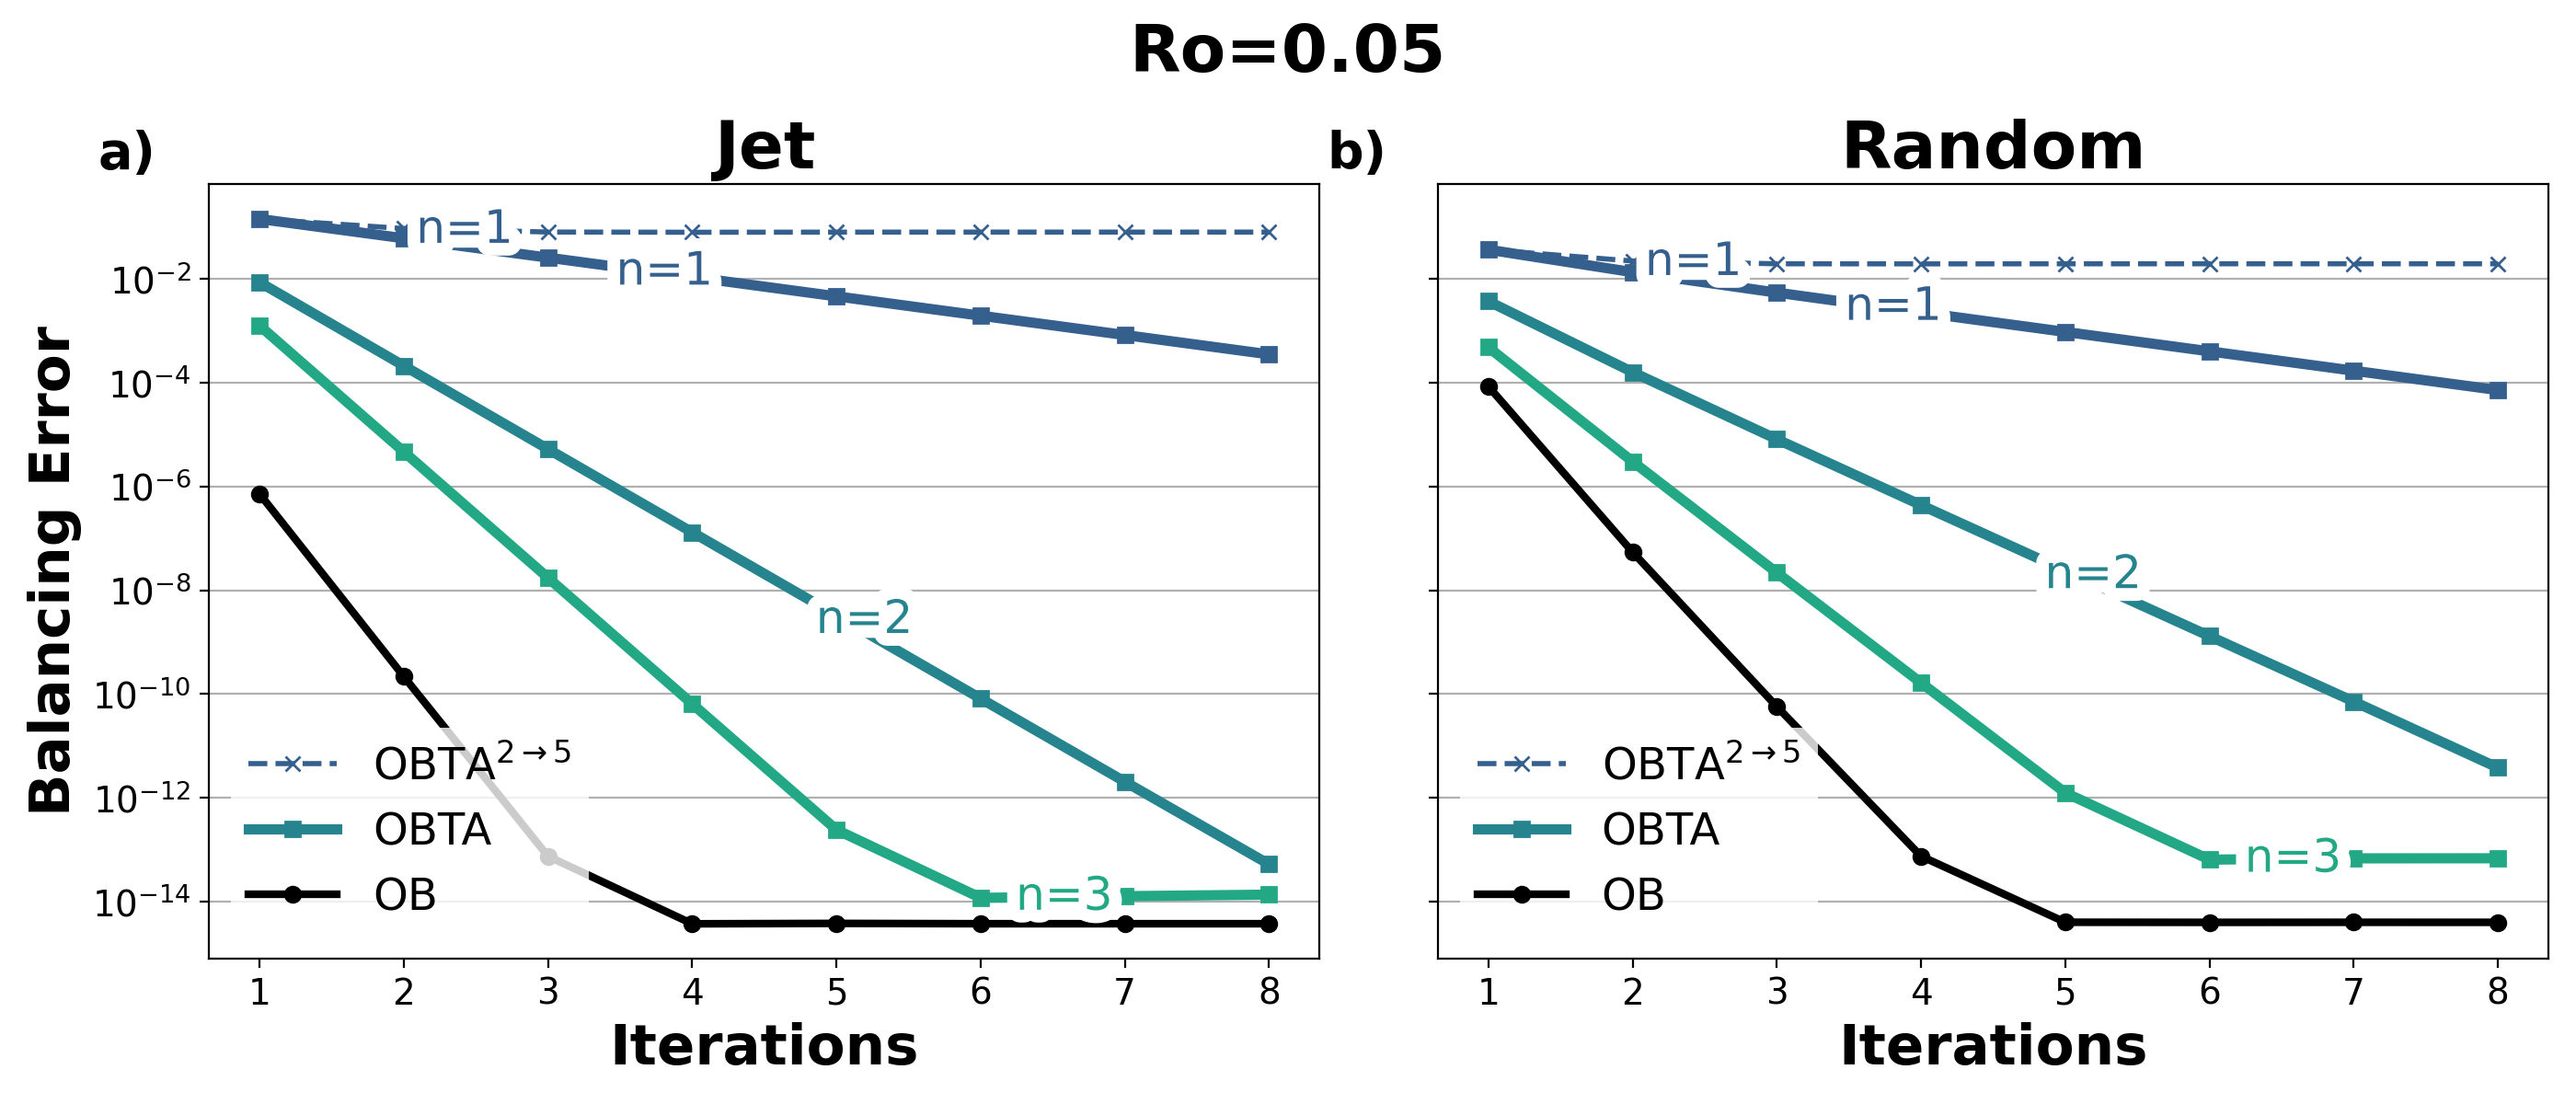 Ro=0.05
a)
Jet
Balancing Error
10⁻²
10⁻⁴
10⁻⁶
10⁻⁸
10⁻¹⁰
10⁻¹²
10⁻¹⁴
n=1
n=1
n=2
n=3
OBTA²→⁵
OBTA
OB
1 2 3 4 5 6 7 8
Iterations
b)
Random
n=1
n=1
n=2
n=3
OBTA²→⁵
OBTA
OB
1 2 3 4 5 6 7 8
Iterations